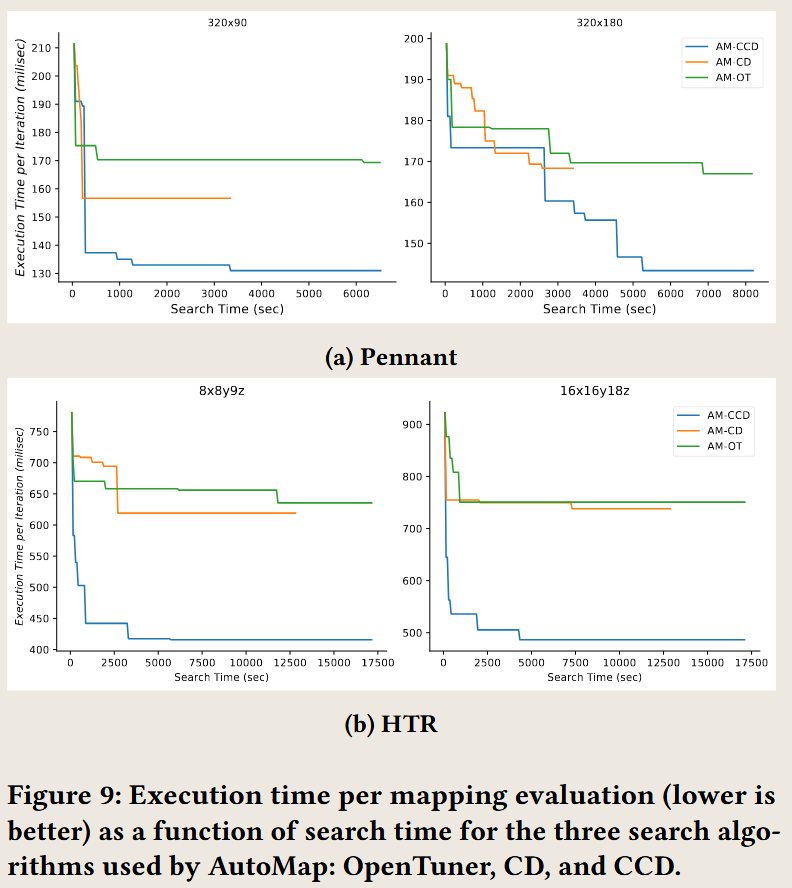 320x90
320x180
Execution Time per Iteration (milisec)
210
200
190
180
170
160
150
140
130
0 1000 2000 3000 4000 5000 6000
Search Time (sec)
200
190
180
170
160
150
0 1000 2000 3000 4000 5000 6000 7000 8000
Search Time (sec)
AM-CCD
AM-CD
AM-OT
(a) Pennant
8x8y9z
16x16y18z
Execution Time per Iteration (milisec)
750
700
650
600
550
500
450
400
0 2500 5000 7500 10000 12500 15000 17500
Search Time (sec)
900
800
700
600
500
0 2500 5000 7500 10000 12500 15000 17500
Search Time (sec)
AM-CCD
AM-CD
AM-OT
(b) HTR
Figure 9: Execution time per mapping evaluation (lower is
better) as a function of search time for the three search algo-
rithms used by AutoMap: OpenTuner, CD, and CCD.